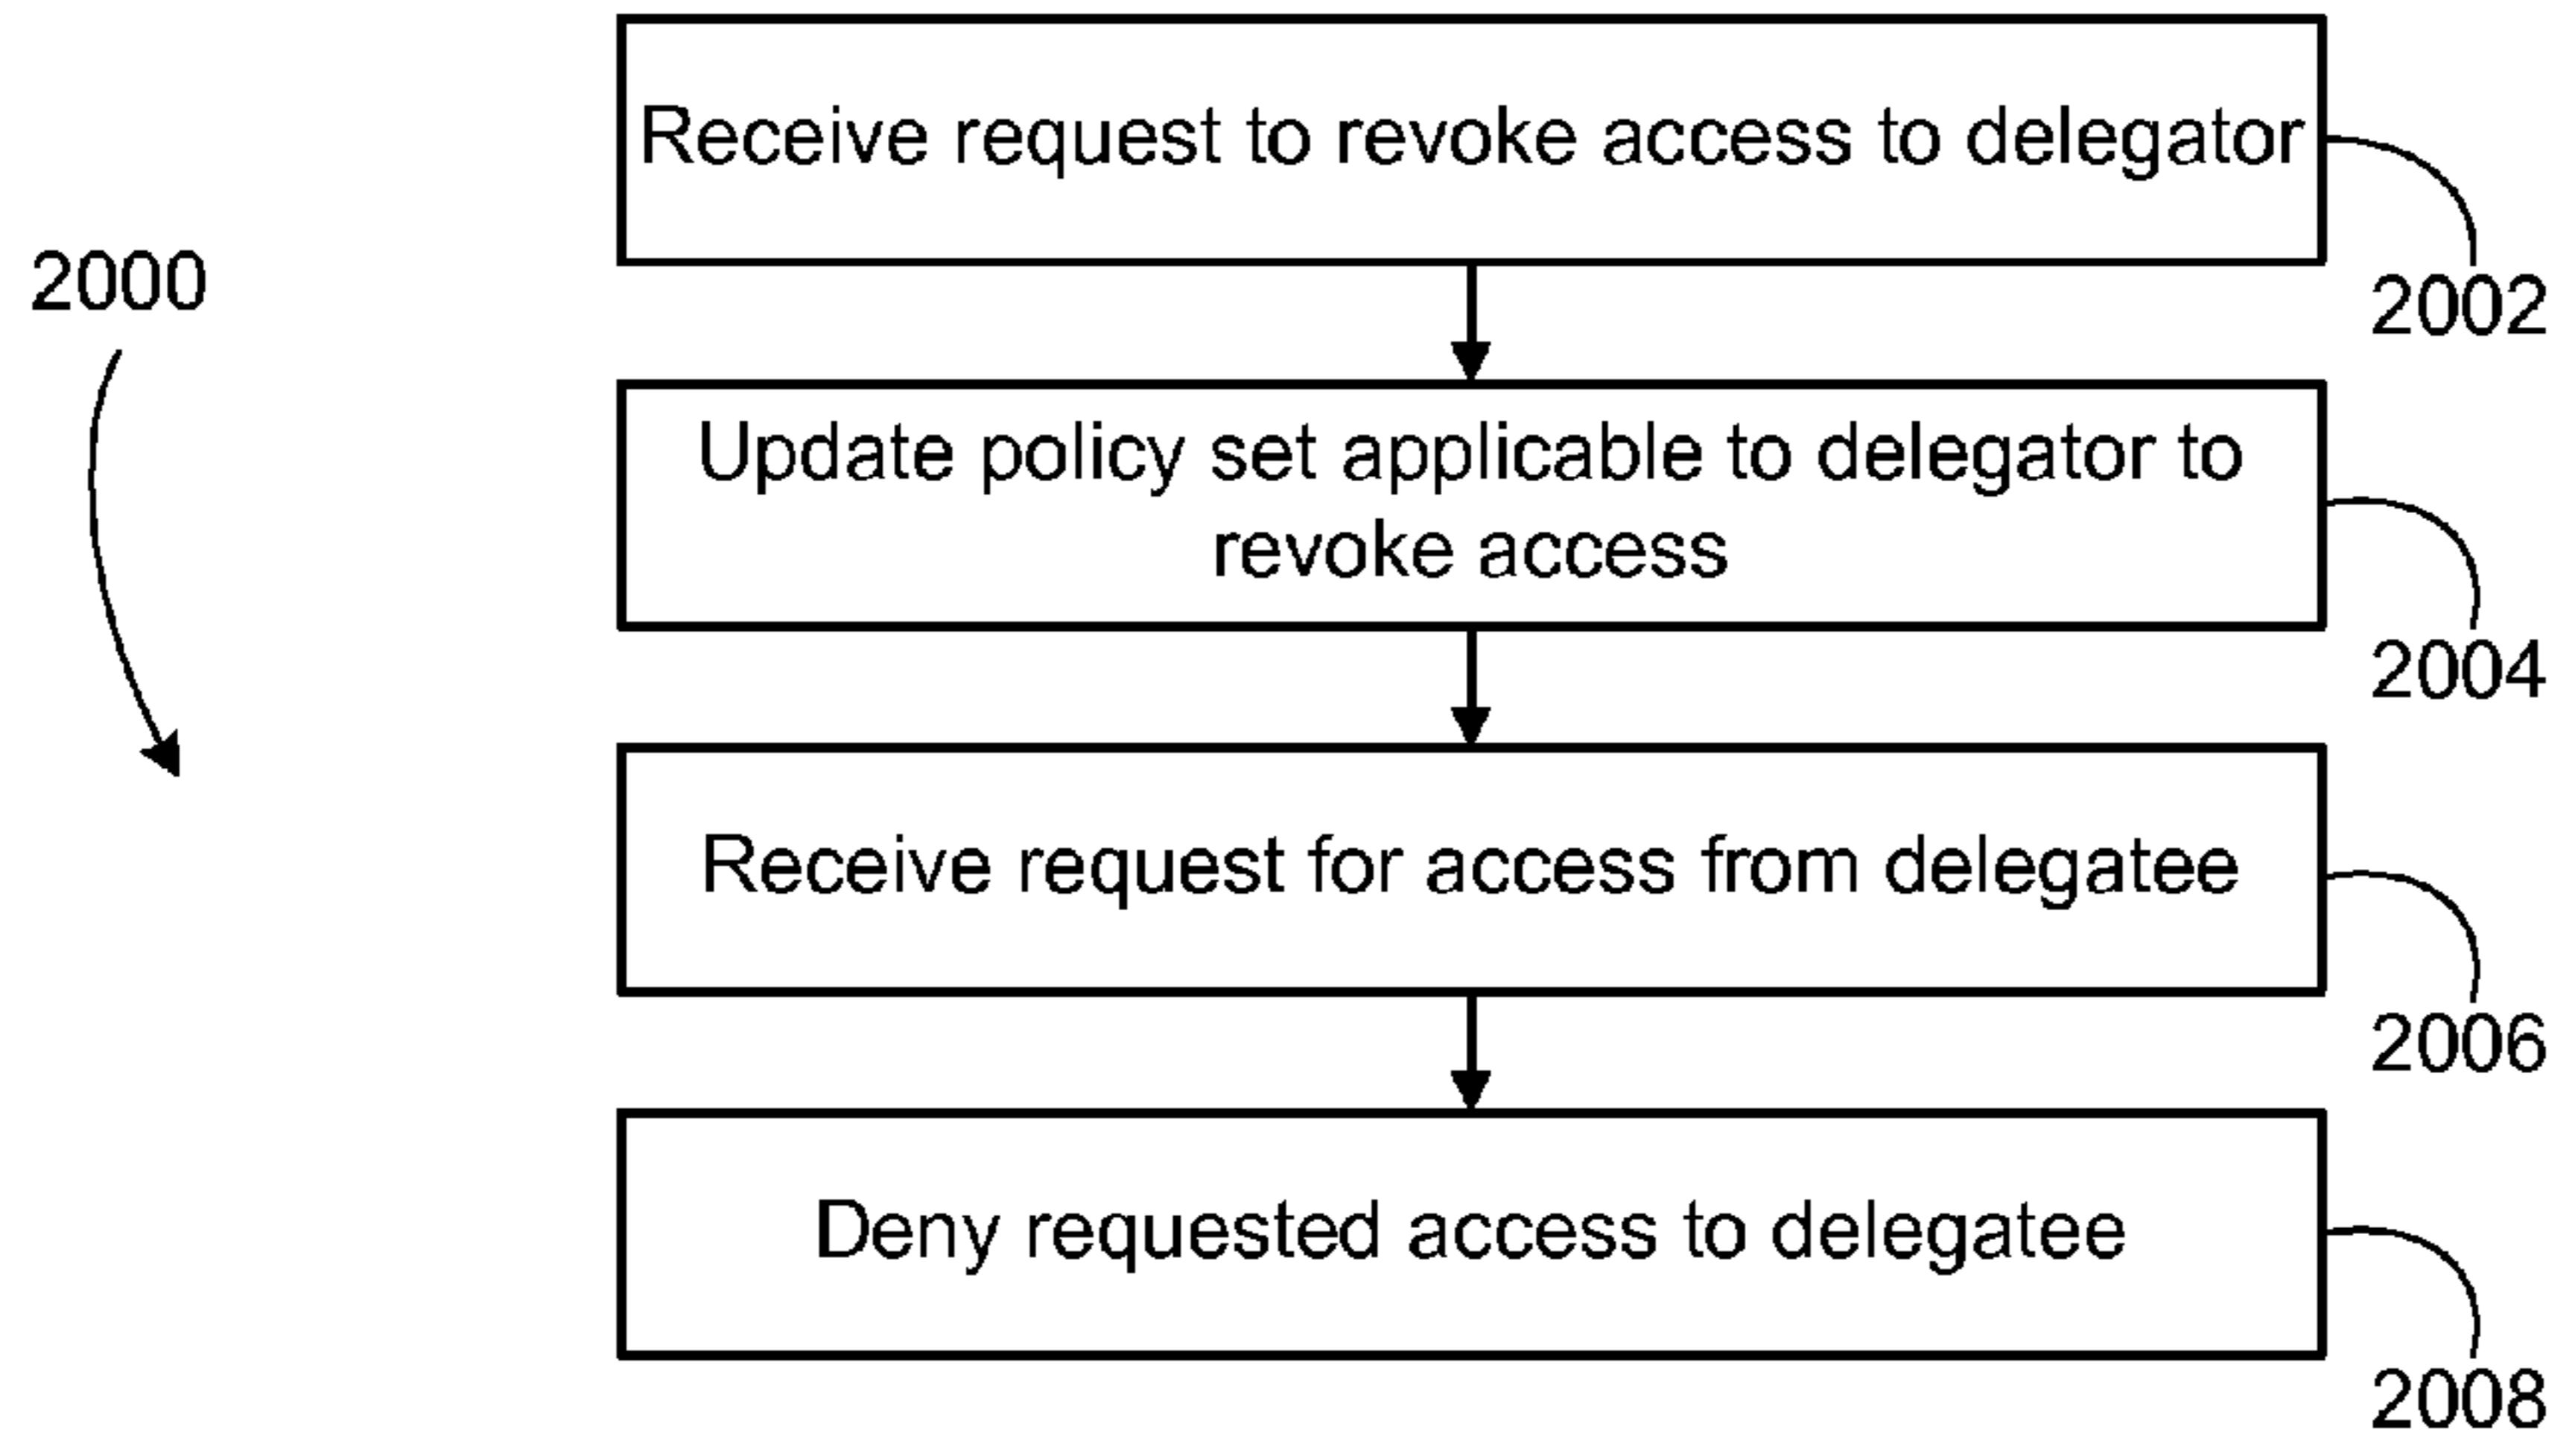 Receive request to revoke access to delegator
2000
2002
Update policy set applicable to delegator to
revoke access
2004
Receive request for access from delegatee
2006
Deny requested access to delegatee
2008